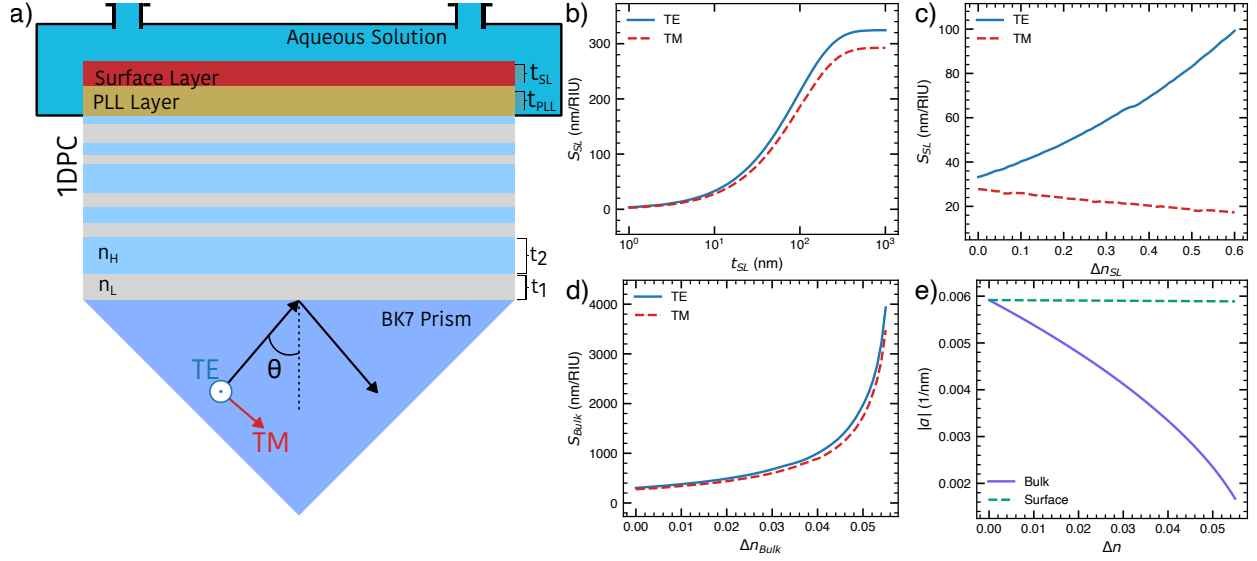 a)
Aqueous Solution
Surface Layer
t_SL
PLL Layer
t_PLL
1DPC
n_H
t_2
n_L
t_1
BK7 Prism
θ
TE
TM
b)
TE
TM
S_SL (nm/RIU)
300
200
100
0
10^0
10^1
10^2
10^3
t_SL (nm)
c)
TE
TM
S_SL (nm/RIU)
100
80
60
40
20
0.0
0.1
0.2
0.3
0.4
0.5
0.6
Δn_SL
d)
TE
TM
S_Bulk (nm/RIU)
4000
3000
2000
1000
0
0.00
0.01
0.02
0.03
0.04
0.05
Δn_Bulk
e)
|a| (1/nm)
0.006
0.005
0.004
0.003
0.002
Bulk
Surface
0.00
0.01
0.02
0.03
0.04
0.05
Δn